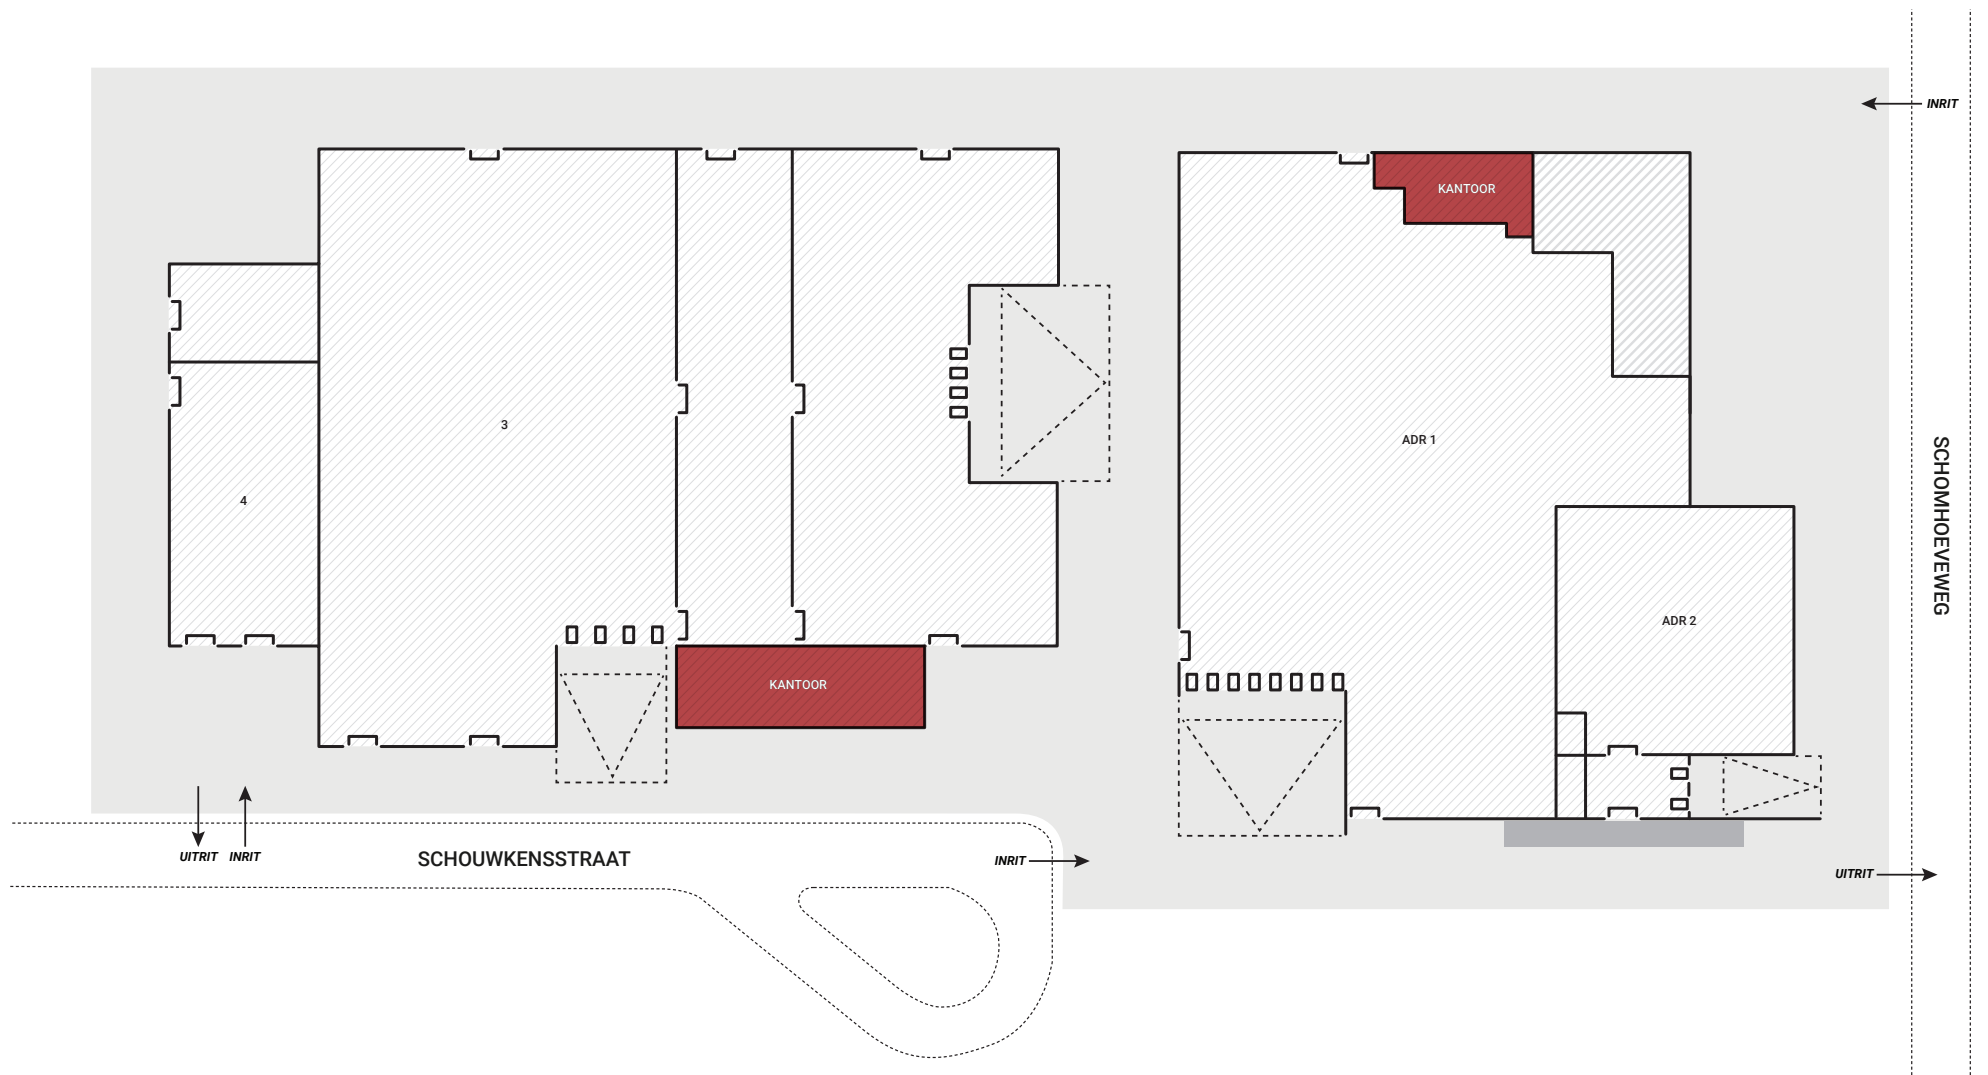 INRIT
KANTOOR
3
ADR 1
4
SCHOMHOEVEWEG
ADR 2
KANTOOR
UITRIT
INRIT
SCHOUWKENSSTRAAT
INRIT
UITRIT